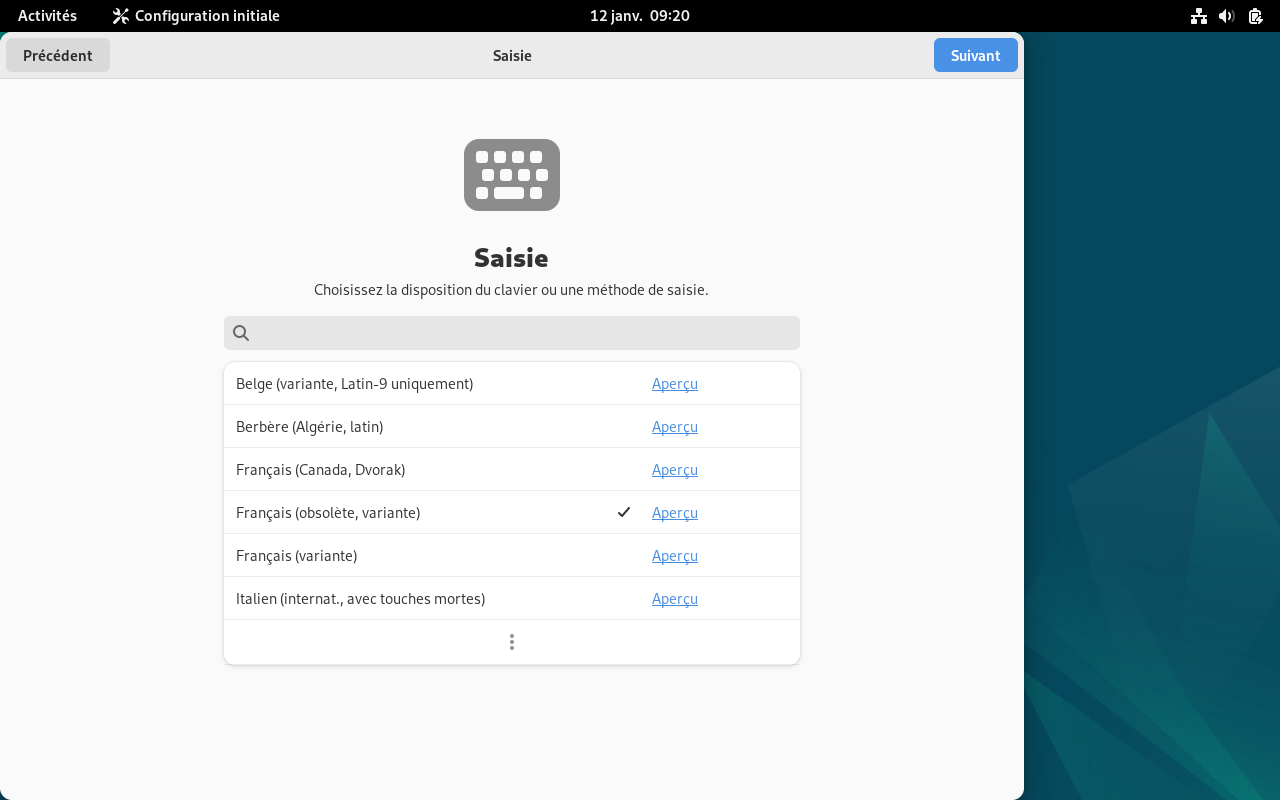 Activités Configuration initiale 12 janv. 09:20
Précédent Saisie Suivant
Saisie
Choisissez la disposition du clavier ou une méthode de saisie.
Belge (variante, Latin-9 uniquement) Aperçu
Berbère (Algérie, latin) Aperçu
Français (Canada, Dvorak) Aperçu
Français (obsolète, variante) Aperçu
Français (variante) Aperçu
Italien (internat., avec touches mortes) Aperçu